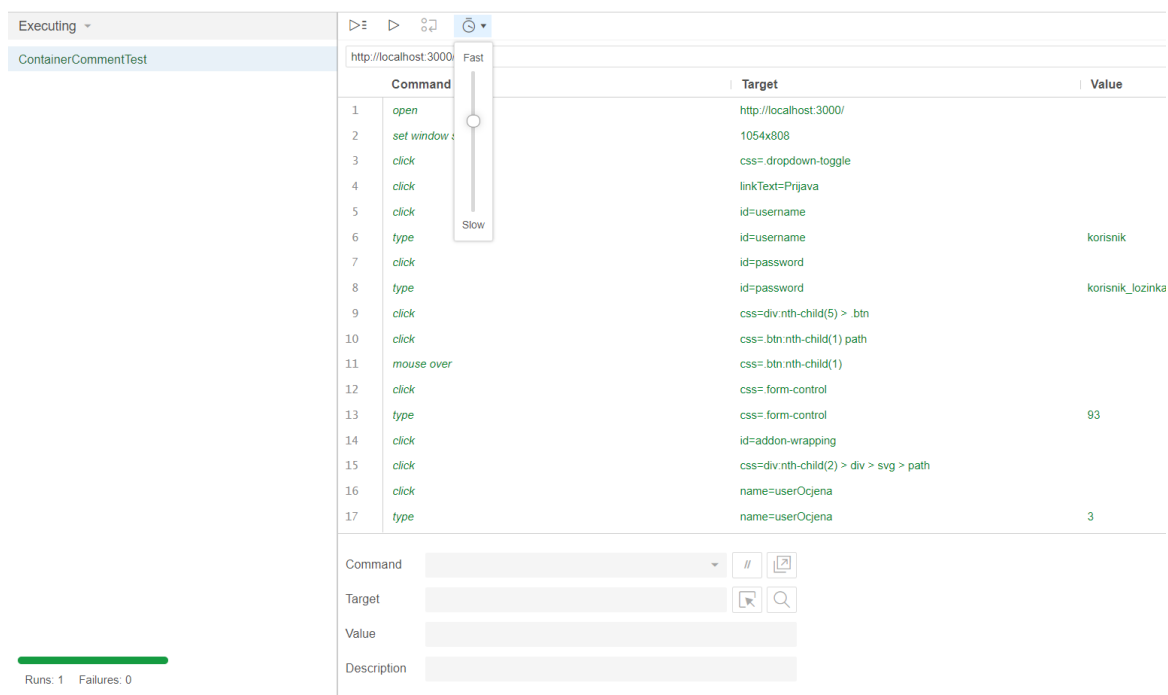 Executing
ContainerCommentTest
http://localhost:3000/
Fast
Slow
Command Target Value
1 open http://localhost:3000/
2 set window s 1054x808
3 click css=.dropdown-toggle
4 click linkText=Prijava
5 click id=username
6 type id=username korisnik
7 click id=password
8 type id=password korisnik_lozinka
9 click css=div:nth-child(5) > .btn
10 click css=.btn:nth-child(1) path
11 mouse over css=.btn:nth-child(1)
12 click css=.form-control
13 type css=.form-control 93
14 click id=addon-wrapping
15 click css=div:nth-child(2) > div > svg > path
16 click name=userOcjena
17 type name=userOcjena 3
Command //
Target
Value
Description
Runs: 1 Failures: 0